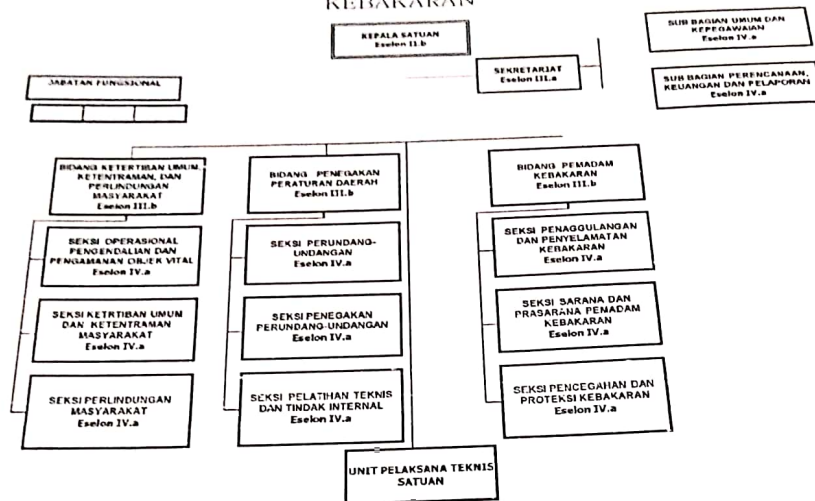 KEBAKARAN
KEPALA SATUAN
Eselon II.b
SUB BAGIAN UMUM DAN
KEPEGAWAIAN
Eselon IV.a
SEKRETARIAT
Eselon III.a
SUB BAGIAN PERENCANAAN,
KEUANGAN DAN PELAPORAN
Eselon IV.a
JABATAN FUNGSIONAL
BIDANG KETERTIBAN UMUM,
KETENTRAMAN, DAN
PERLINDUNGAN
MASYARAKAT
Eselon III.b
BIDANG PENEGAKAN
PERATURAN DAERAH
Eselon III.b
BIDANG PEMADAM
KEBAKARAN
Eselon III.b
SEKSI OPERASIONAL
PENGENDALIAN DAN
PENGAMANAN OBJEK VITAL
Eselon IV.a
SEKSI PERUNDANG-
UNDANGAN
Eselon IV.a
SEKSI PENAGGULANGAN
DAN PENYELAMATAN
KEBAKARAN
Eselon IV.a
SEKSI KETRTIBAN UMUM
DAN KETENTRAMAN
MASYARAKAT
Eselon IV.a
SEKSI PENEGAKAN
PERUNDANG-UNDANGAN
Eselon IV.a
SEKSI SARANA DAN
PRASARANA PEMADAM
KEBAKARAN
Eselon IV.a
SEKSI PERLINDUNGAN
MASYARAKAT
Eselon IV.a
SEKSI PELATIHAN TEKNIS
DAN TINDAK INTERNAL
Eselon IV.a
SEKSI PENCEGAHAN DAN
PROTEKSI KEBAKARAN
Eselon IV.a
UNIT PELAKSANA TEKNIS
SATUAN